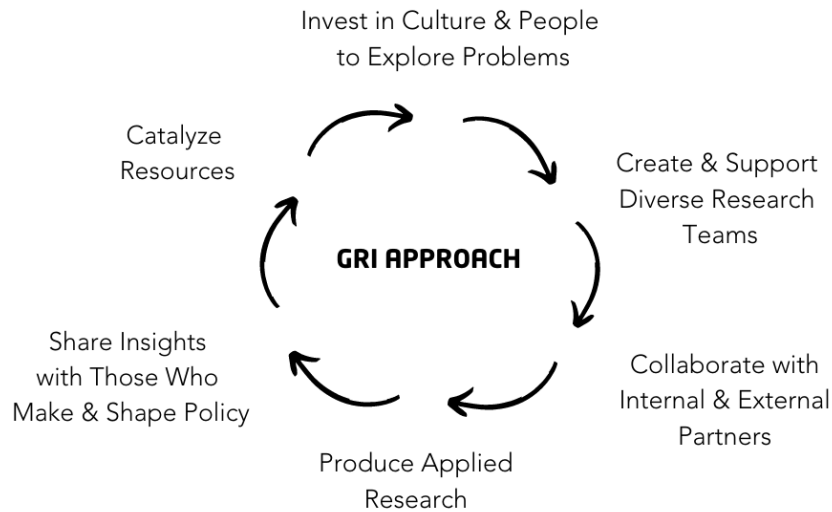 Invest in Culture & People
to Explore Problems
Create & Support
Diverse Research
Teams
Collaborate with
Internal & External
Partners
Produce Applied
Research
Share Insights
with Those Who
Make & Shape Policy
Catalyze
Resources
GRI APPROACH